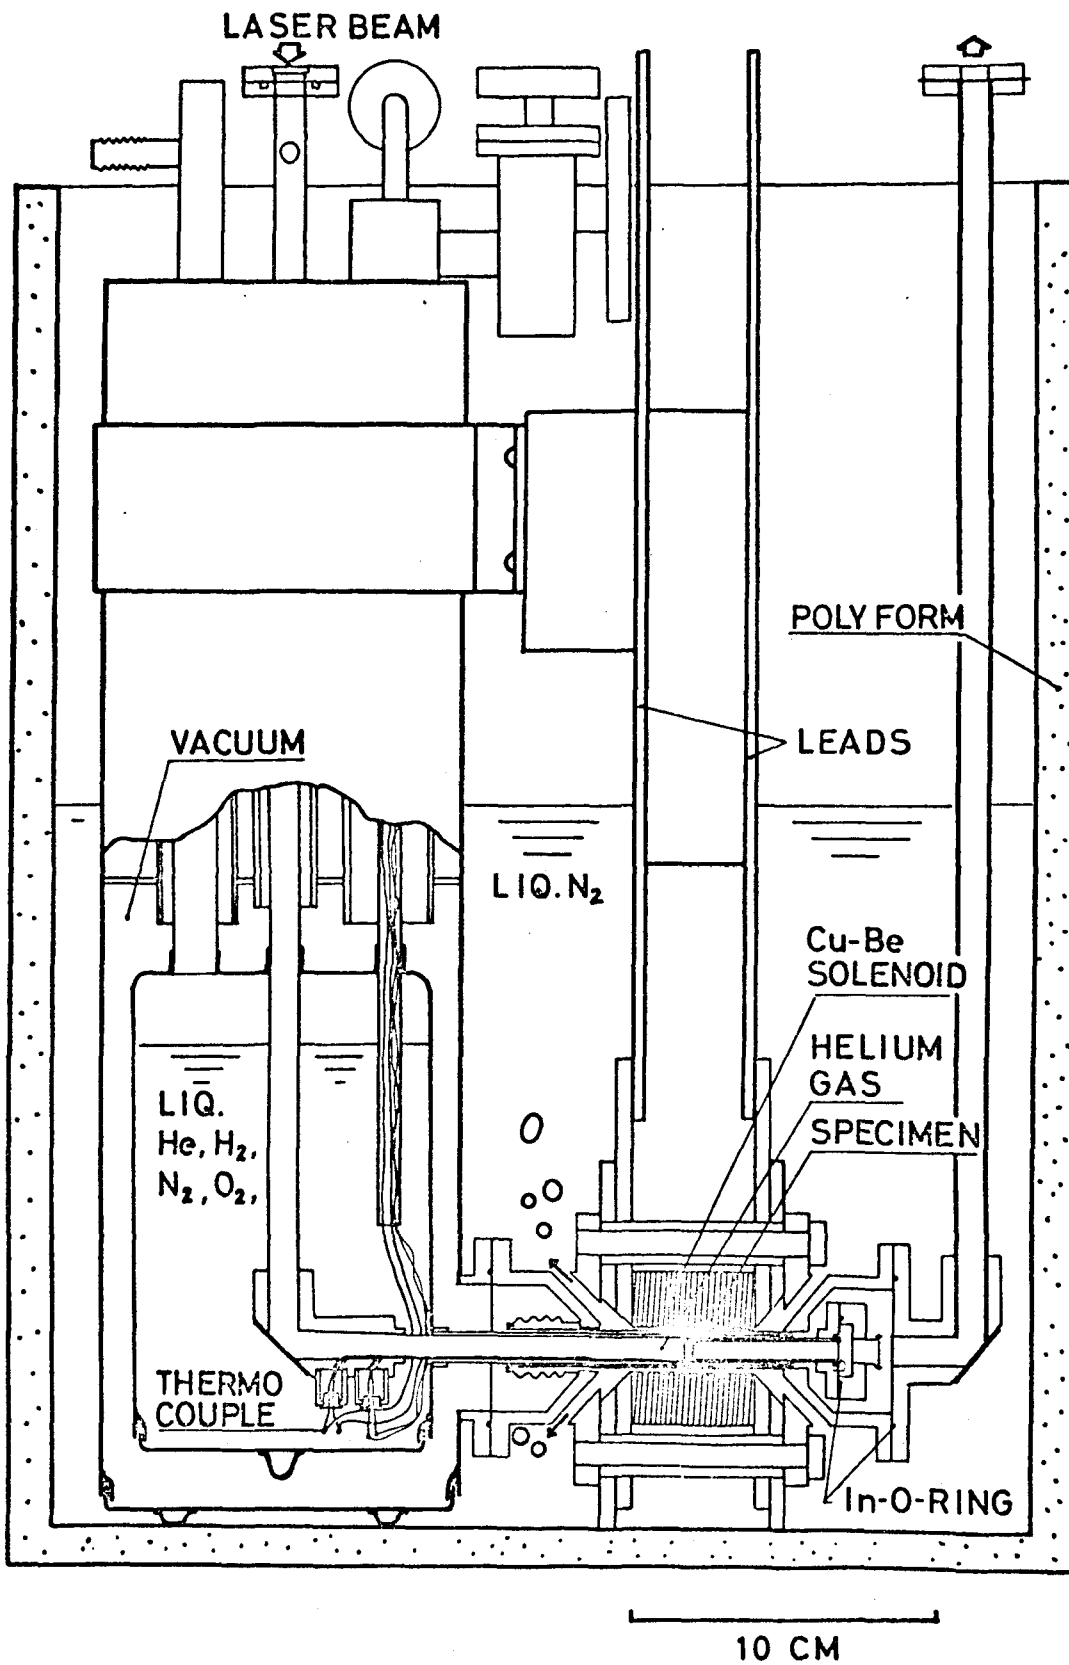 LASER BEAM
POLY FORM
VACUUM
LEADS
LIQ. N₂
Cu-Be
SOLENOID
HELIUM
GAS
SPECIMEN
LIQ.
He, H₂,
N₂, O₂,
THERMO
COUPLE
In-O-RING
10 CM